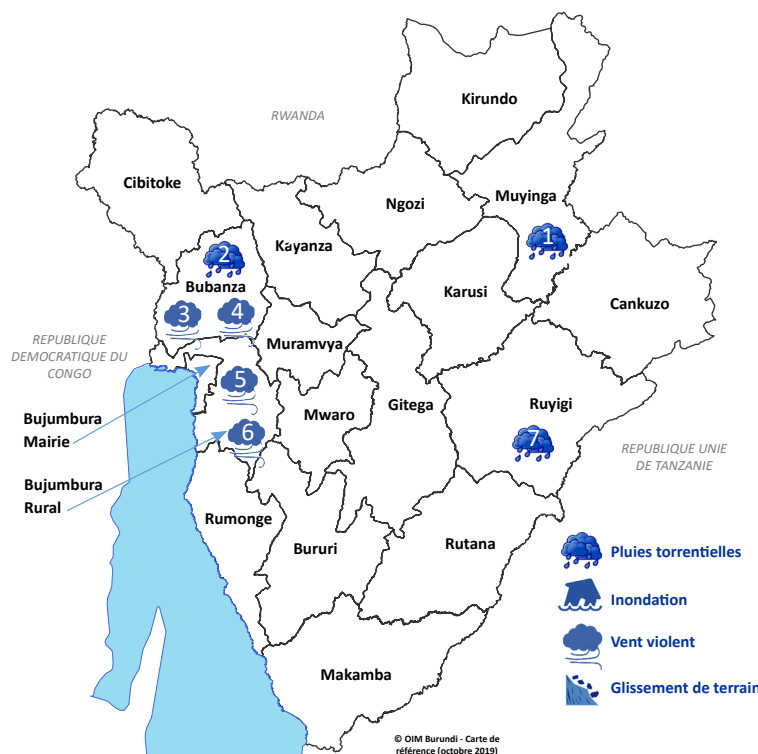 Kirundo
RWANDA
Cibitoke
Muyinga
Ngozi
1
Kayanza
2
Bubanza
Karusi
Cankuzo
3
4
REPUBLIQUE
DEMOCRATIQUE DU
CONGO
Muramvya
5
Bujumbura
Mairie
Mwaro
Gitega
Ruyigi
6
7
REPUBLIQUE UNIE
DE TANZANIE
Bujumbura
Rural
Rumonge
Bururi
Rutana
Pluies torrentielles
Inondation
Vent violent
Glissement de terrain
Makamba
© OIM Burundi - Carte de
référence (octobre 2019)